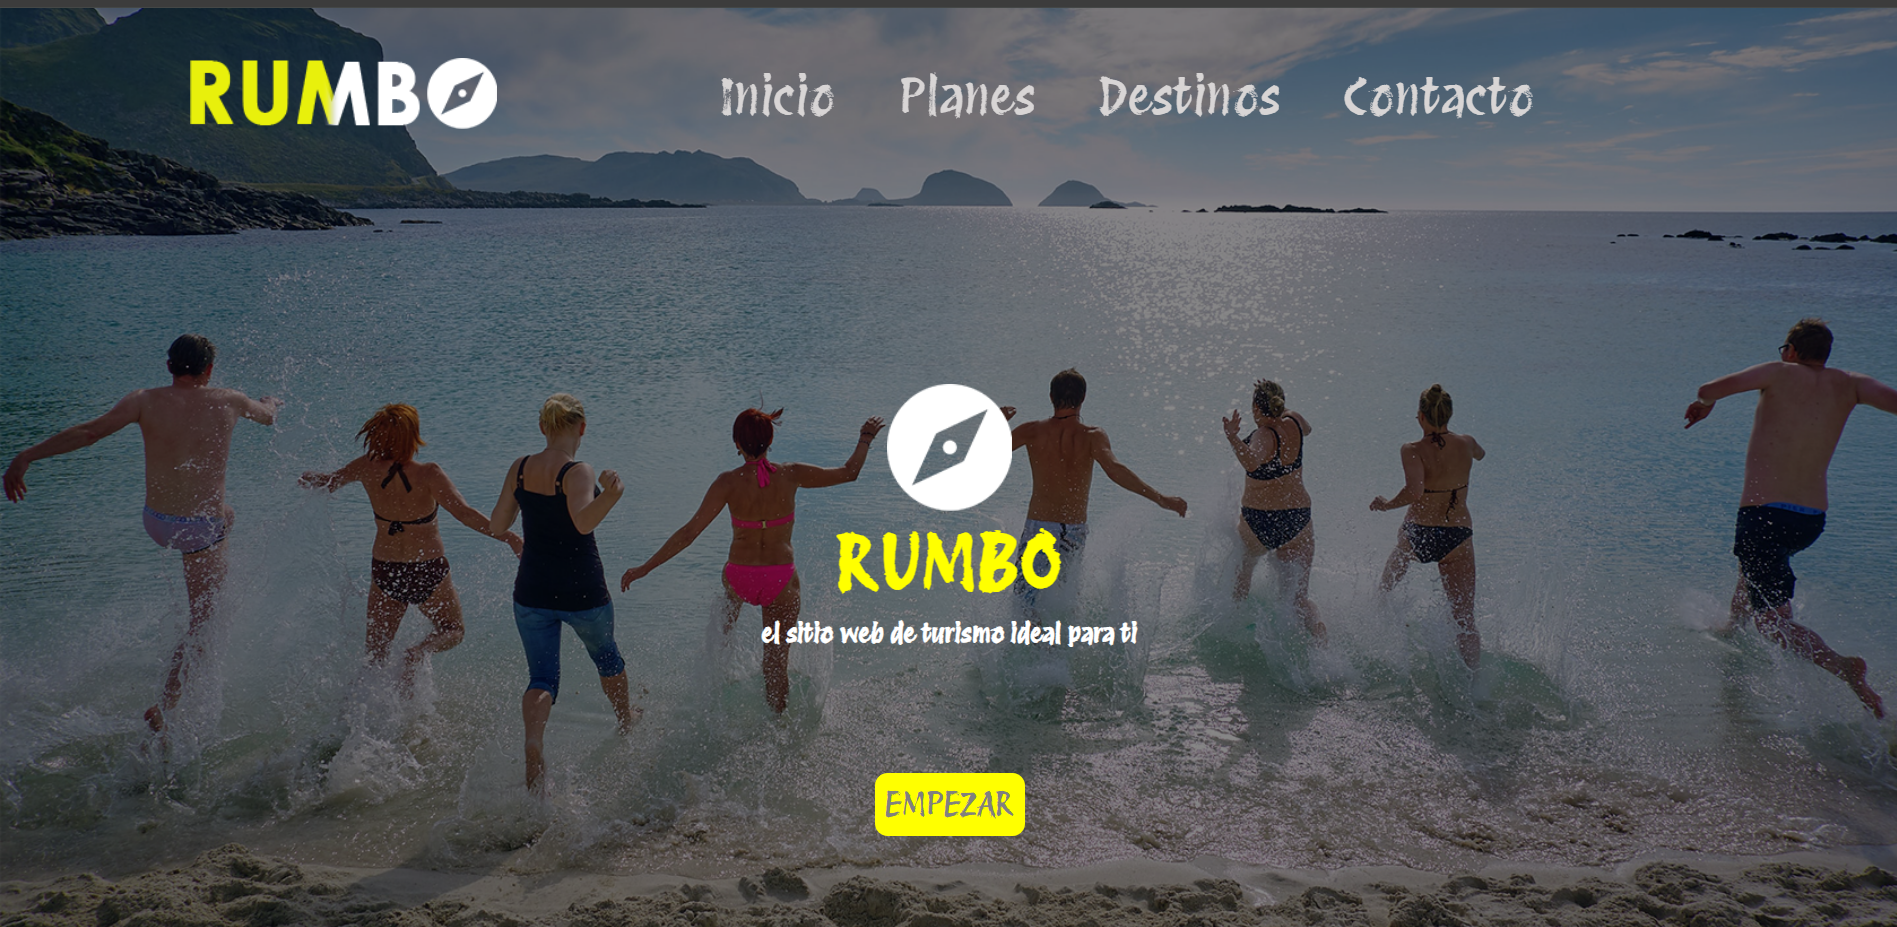 RUMBO
Inicio Planes Destinos Contacto
RUMBO
el sitio web de turismo ideal para ti
EMPEZAR